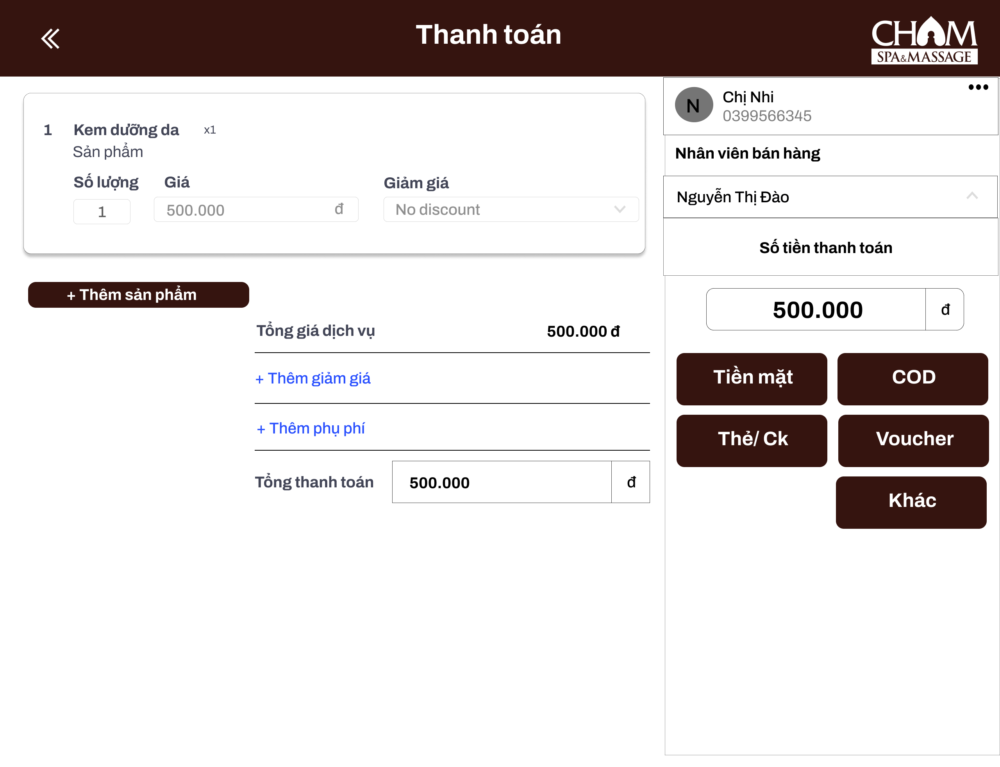 Thanh toán
CHAM
SPA&MASSAGE
1 Kem dưỡng da x1
Sản phẩm
Số lượng Giá Giảm giá
1 500.000 đ No discount
+ Thêm sản phẩm
Tổng giá dịch vụ 500.000 đ
+ Thêm giảm giá
+ Thêm phụ phí
Tổng thanh toán 500.000 đ
N
Chị Nhi
0399566345
Nhân viên bán hàng
Nguyễn Thị Đào
Số tiền thanh toán
500.000 đ
Tiền mặt COD
Thẻ/ Ck Voucher
Khác